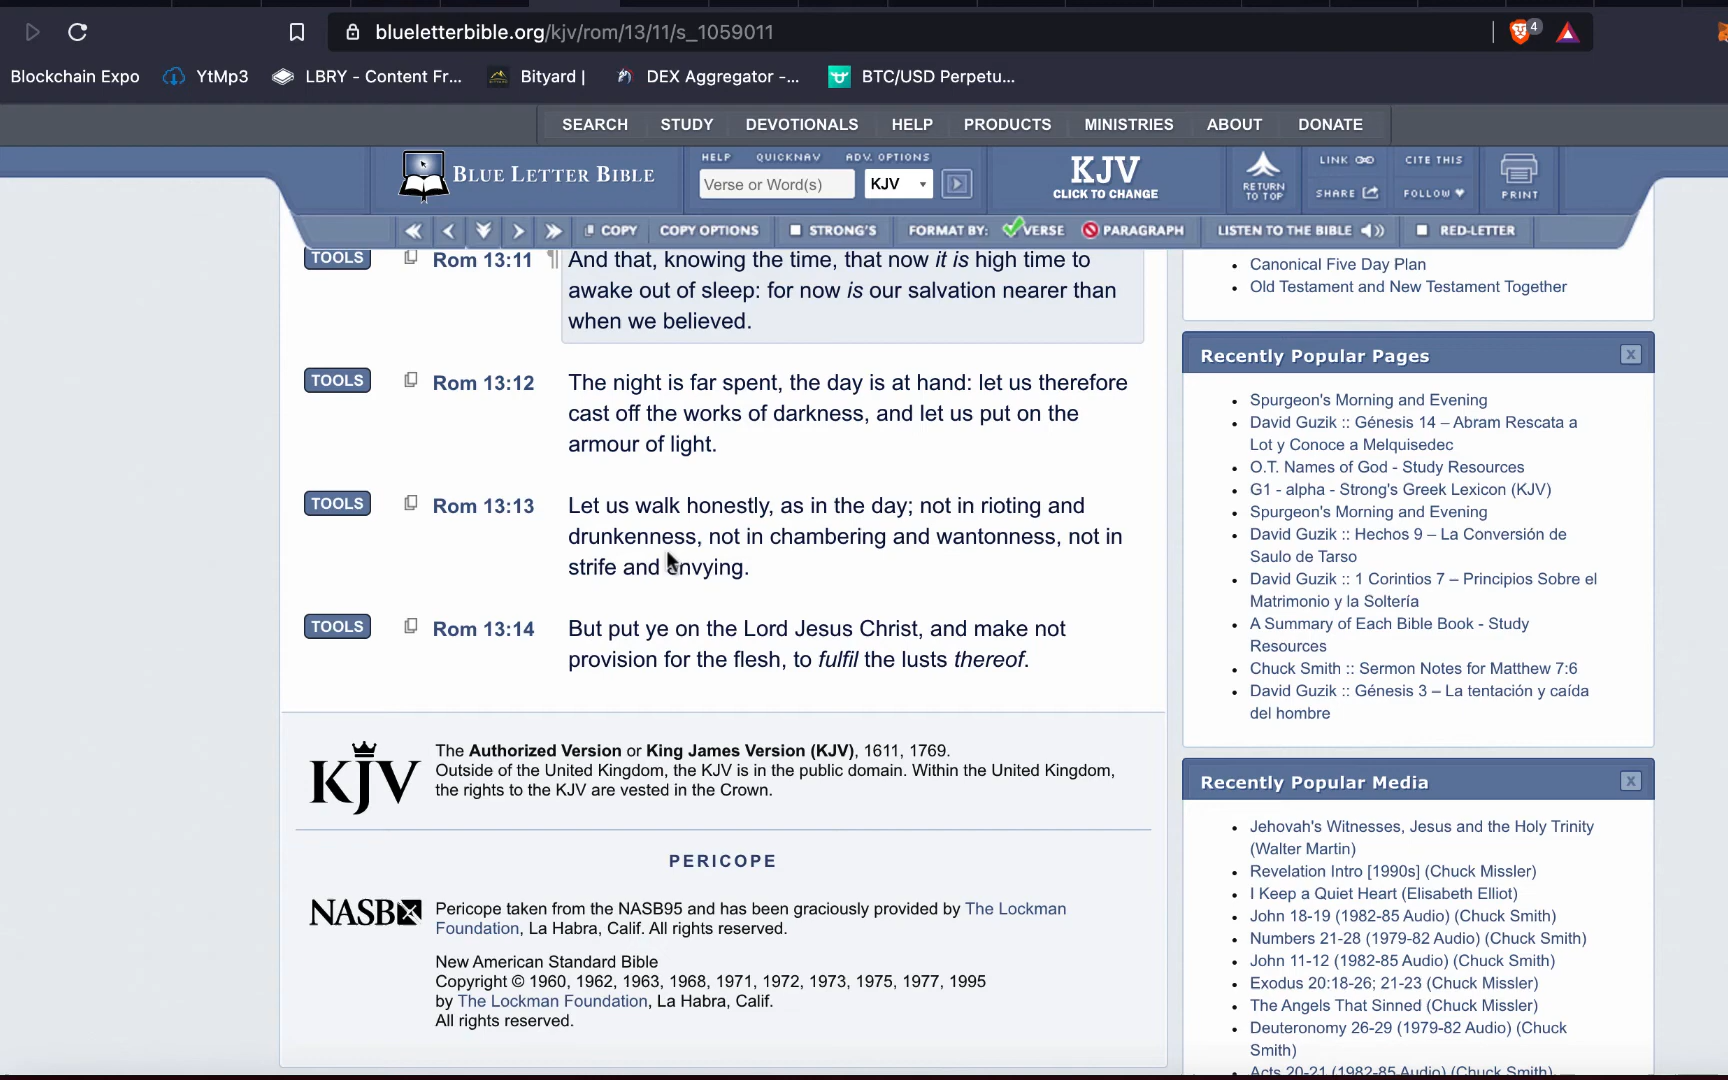 blueletterbible.org/kjv/rom/13/11/s_1059011
4
Blockchain Expo
YtMp3
LBRY - Content Fr...
Bityard |
DEX Aggregator -...
BTC/USD Perpetu...
SEARCH STUDY DEVOTIONALS HELP PRODUCTS MINISTRIES ABOUT DONATE
BLUE LETTER BIBLE
HELP QUICKNAV ADV. OPTIONS
Verse or Word(s)
KJV
KJV
CLICK TO CHANGE
RETURN
TO TOP
LINK
CITE THIS
SHARE
FOLLOW
PRINT
COPY COPY OPTIONS STRONG'S FORMAT BY: VERSE PARAGRAPH LISTEN TO THE BIBLE RED-LETTER
TOOLS Rom 13:11 ¶ And that, knowing the time, that now it is high time to
awake out of sleep: for now is our salvation nearer than
when we believed.
TOOLS Rom 13:12 The night is far spent, the day is at hand: let us therefore
cast off the works of darkness, and let us put on the
armour of light.
TOOLS Rom 13:13 Let us walk honestly, as in the day; not in rioting and
drunkenness, not in chambering and wantonness, not in
strife and envying.
TOOLS Rom 13:14 But put ye on the Lord Jesus Christ, and make not
provision for the flesh, to fulfil the lusts thereof.
KJV
The Authorized Version or King James Version (KJV), 1611, 1769.
Outside of the United Kingdom, the KJV is in the public domain. Within the United Kingdom,
the rights to the KJV are vested in the Crown.
PERICOPE
NASB
Pericope taken from the NASB95 and has been graciously provided by The Lockman
Foundation, La Habra, Calif. All rights reserved.
New American Standard Bible
Copyright © 1960, 1962, 1963, 1968, 1971, 1972, 1973, 1975, 1977, 1995
by The Lockman Foundation, La Habra, Calif.
All rights reserved.
Canonical Five Day Plan
Old Testament and New Testament Together
Recently Popular Pages
x
Spurgeon's Morning and Evening
David Guzik :: Génesis 14 – Abram Rescata a
Lot y Conoce a Melquisedec
O.T. Names of God - Study Resources
G1 - alpha - Strong's Greek Lexicon (KJV)
Spurgeon's Morning and Evening
David Guzik :: Hechos 9 – La Conversión de
Saulo de Tarso
David Guzik :: 1 Corintios 7 – Principios Sobre el
Matrimonio y la Soltería
A Summary of Each Bible Book - Study
Resources
Chuck Smith :: Sermon Notes for Matthew 7:6
David Guzik :: Génesis 3 – La tentación y caída
del hombre
Recently Popular Media
x
Jehovah's Witnesses, Jesus and the Holy Trinity
(Walter Martin)
Revelation Intro [1990s] (Chuck Missler)
I Keep a Quiet Heart (Elisabeth Elliot)
John 18-19 (1982-85 Audio) (Chuck Smith)
Numbers 21-28 (1979-82 Audio) (Chuck Smith)
John 11-12 (1982-85 Audio) (Chuck Smith)
Exodus 20:18-26; 21-23 (Chuck Missler)
The Angels That Sinned (Chuck Missler)
Deuteronomy 26-29 (1979-82 Audio) (Chuck
Smith)
Acts 20-21 (1982-85 Audio) (Chuck Smith)